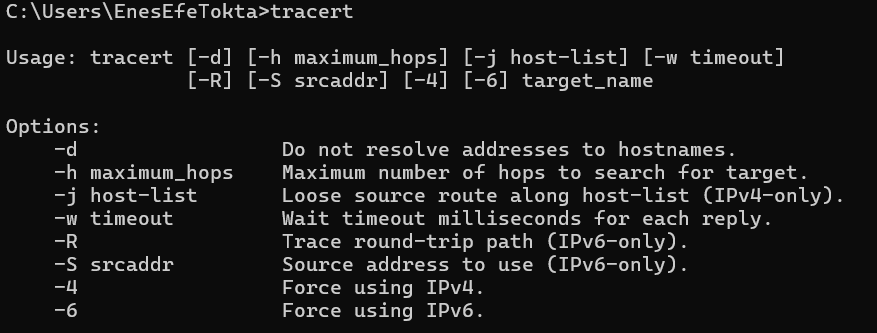 C:\Users\EnesEfeTokta>tracert
Usage: tracert [-d] [-h maximum_hops] [-j host-list] [-w timeout]
[-R] [-S srcaddr] [-4] [-6] target_name
Options:
-d Do not resolve addresses to hostnames.
-h maximum_hops Maximum number of hops to search for target.
-j host-list Loose source route along host-list (IPv4-only).
-w timeout Wait timeout milliseconds for each reply.
-R Trace round-trip path (IPv6-only).
-S srcaddr Source address to use (IPv6-only).
-4 Force using IPv4.
-6 Force using IPv6.